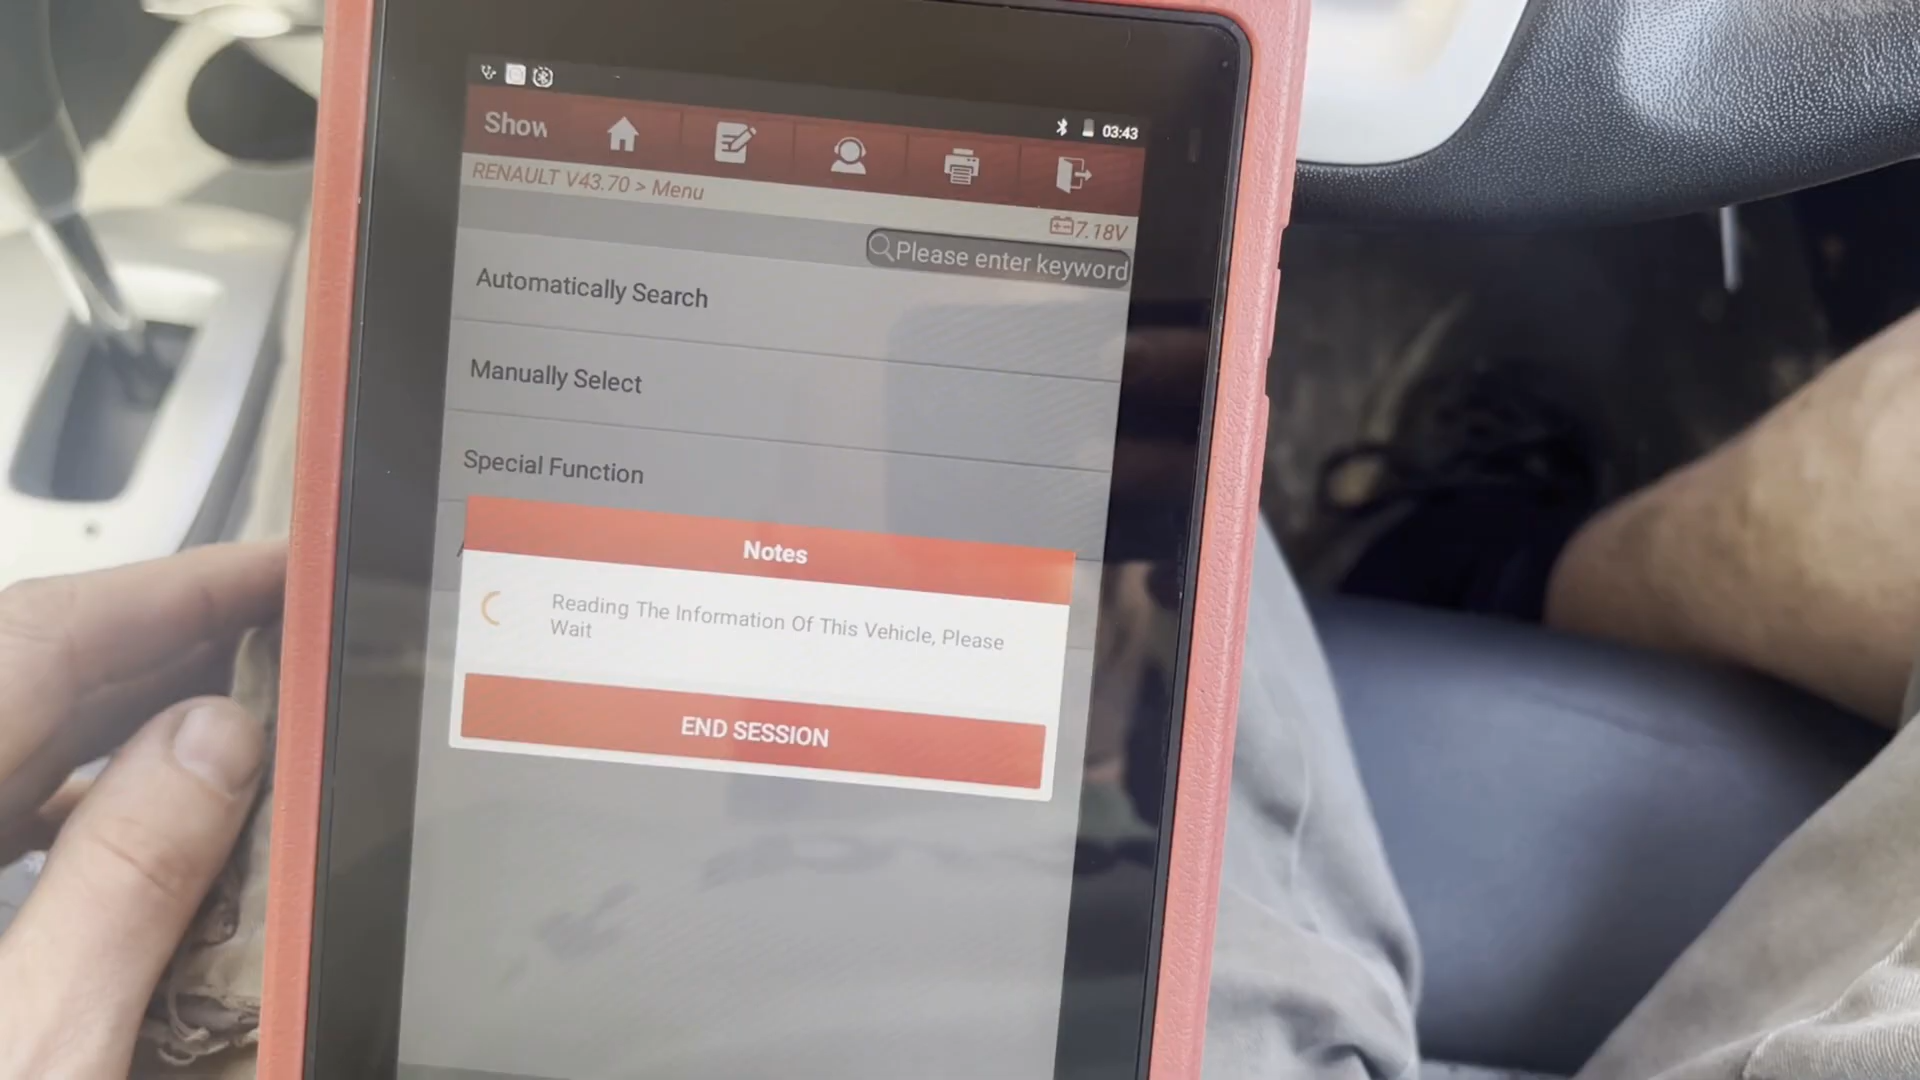 03:43
Show
RENAULT V43.70 > Menu
7.18V
Please enter keyword
Automatically Search
Manually Select
Special Function
Notes
Reading The Information Of This Vehicle, Please
Wait
END SESSION